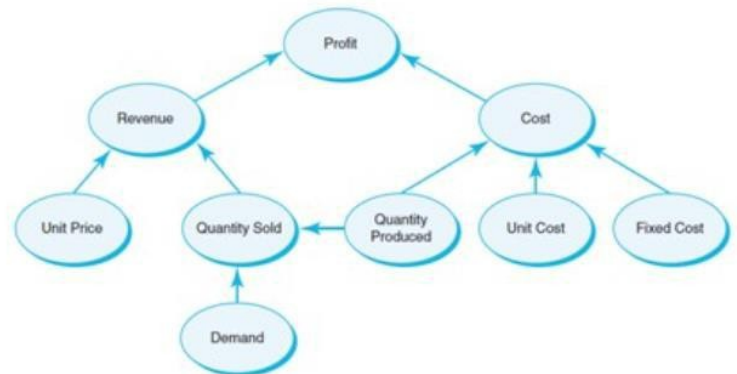 Profit
Revenue
Cost
Unit Price
Quantity Sold
Quantity
Produced
Unit Cost
Fixed Cost
Demand